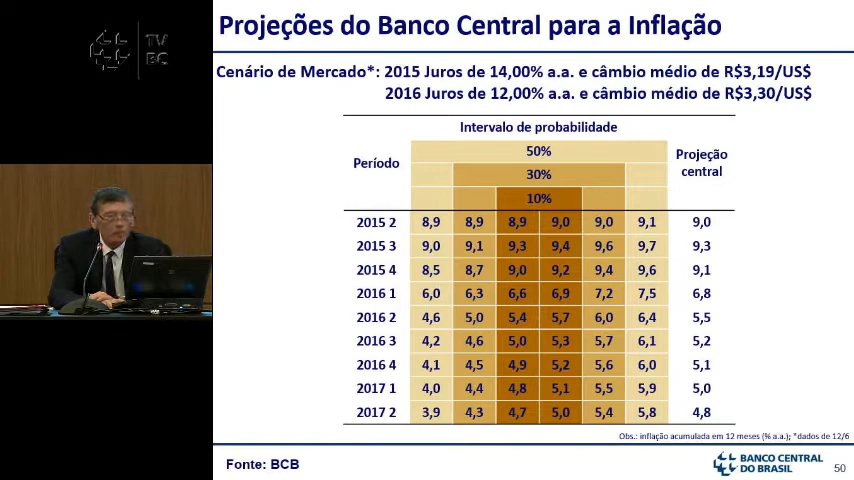 TV
BC
Projeções do Banco Central para a Inflação
Cenário de Mercado*: 2015 Juros de 14,00% a.a. e câmbio médio de R$3,19/US$
2016 Juros de 12,00% a.a. e câmbio médio de R$3,30/US$
Intervalo de probabilidade
Período
50%
Projeção
central
30%
10%
2015 2 8,9 8,9 8,9 9,0 9,0 9,1 9,0
2015 3 9,0 9,1 9,3 9,4 9,6 9,7 9,3
2015 4 8,5 8,7 9,0 9,2 9,4 9,6 9,1
2016 1 6,0 6,3 6,6 6,9 7,2 7,5 6,8
2016 2 4,6 5,0 5,4 5,7 6,0 6,4 5,5
2016 3 4,2 4,6 5,0 5,3 5,7 6,1 5,2
2016 4 4,1 4,5 4,9 5,2 5,6 6,0 5,1
2017 1 4,0 4,4 4,8 5,1 5,5 5,9 5,0
2017 2 3,9 4,3 4,7 5,0 5,4 5,8 4,8
Obs.: inflação acumulada em 12 meses (% a.a.); *dados de 12/6
Fonte: BCB
BANCO CENTRAL
DO BRASIL
50